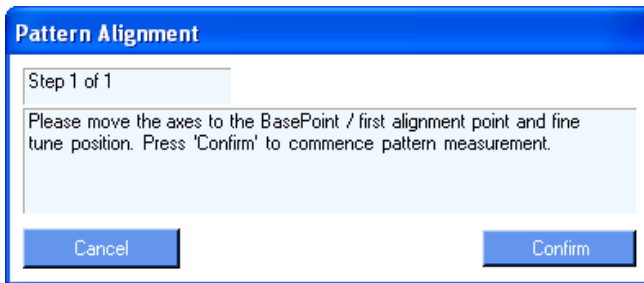 Pattern Alignment
Step 1 of 1
Please move the axes to the BasePoint / first alignment point and fine
tune position. Press 'Confirm' to commence pattern measurement.
Cancel
Confirm